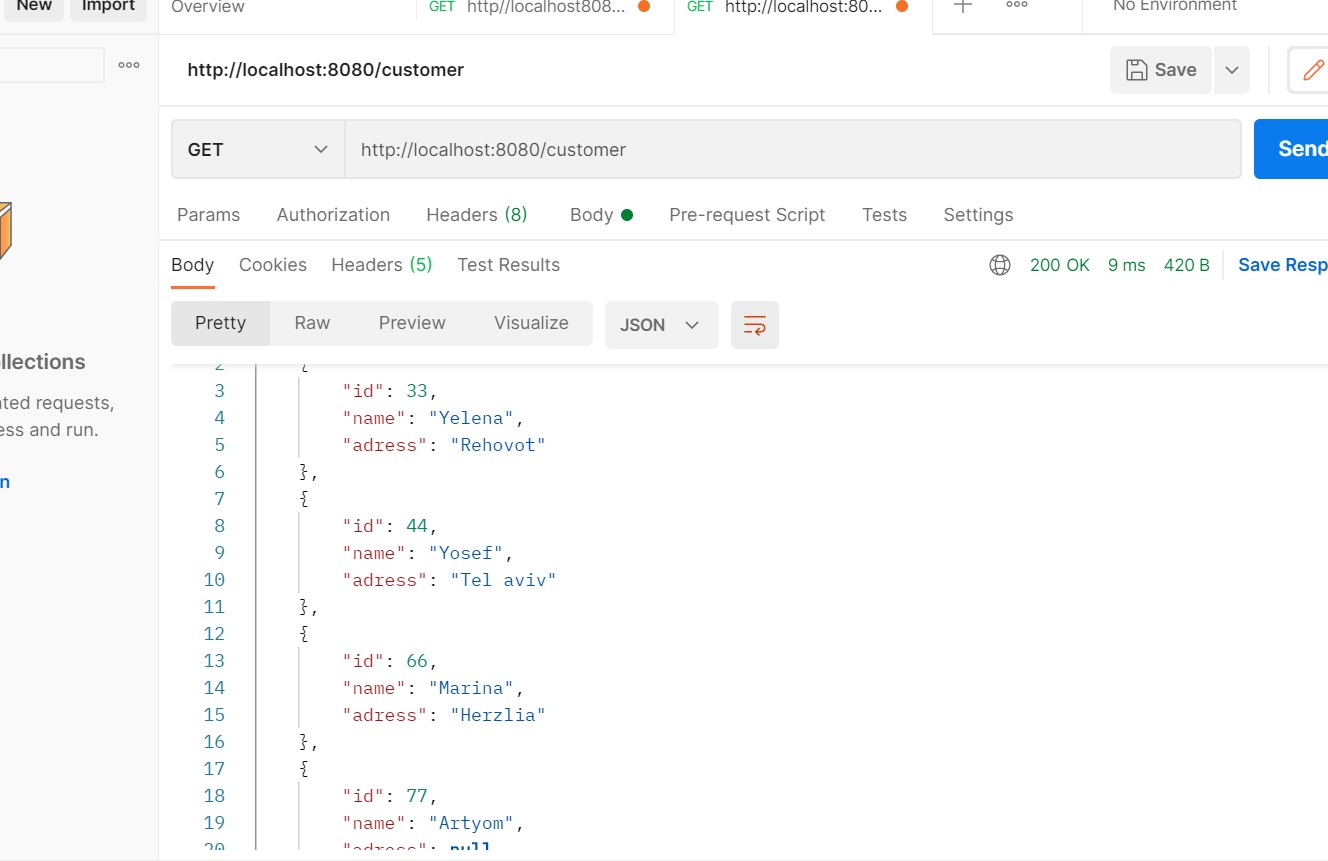 New Import Overview GET http//localhost808... GET http://localhost:80... + ooo No Environment
ooo
http://localhost:8080/customer Save
GET http://localhost:8080/customer Send
Params Authorization Headers (8) Body Pre-request Script Tests Settings
Body Cookies Headers (5) Test Results 200 OK 9 ms 420 B Save Resp
Pretty Raw Preview Visualize JSON
llections
ated requests,
ess and run.
n
2 {
3 "id": 33,
4 "name": "Yelena",
5 "adress": "Rehovot"
6 },
7 {
8 "id": 44,
9 "name": "Yosef",
10 "adress": "Tel aviv"
11 },
12 {
13 "id": 66,
14 "name": "Marina",
15 "adress": "Herzlia"
16 },
17 {
18 "id": 77,
19 "name": "Artyom",
20 "adress": null